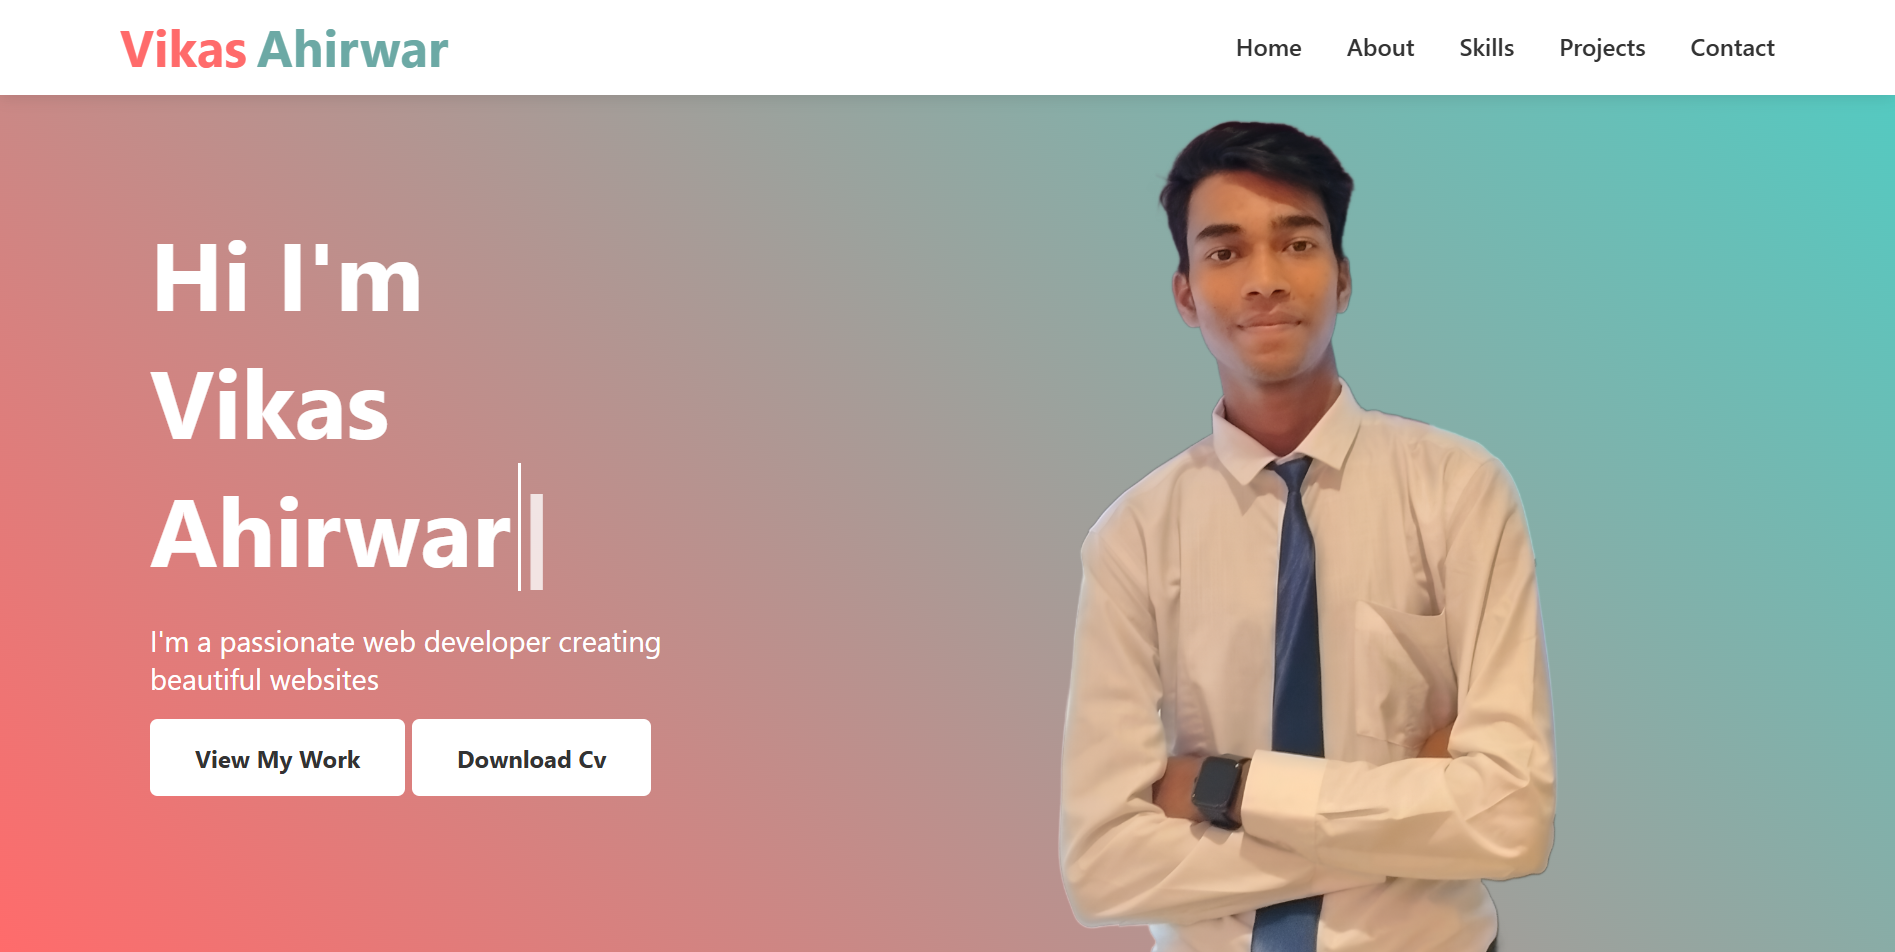 Vikas Ahirwar
Home About Skills Projects Contact
Hi I'm
Vikas
Ahirwar
I'm a passionate web developer creating
beautiful websites
View My Work
Download Cv